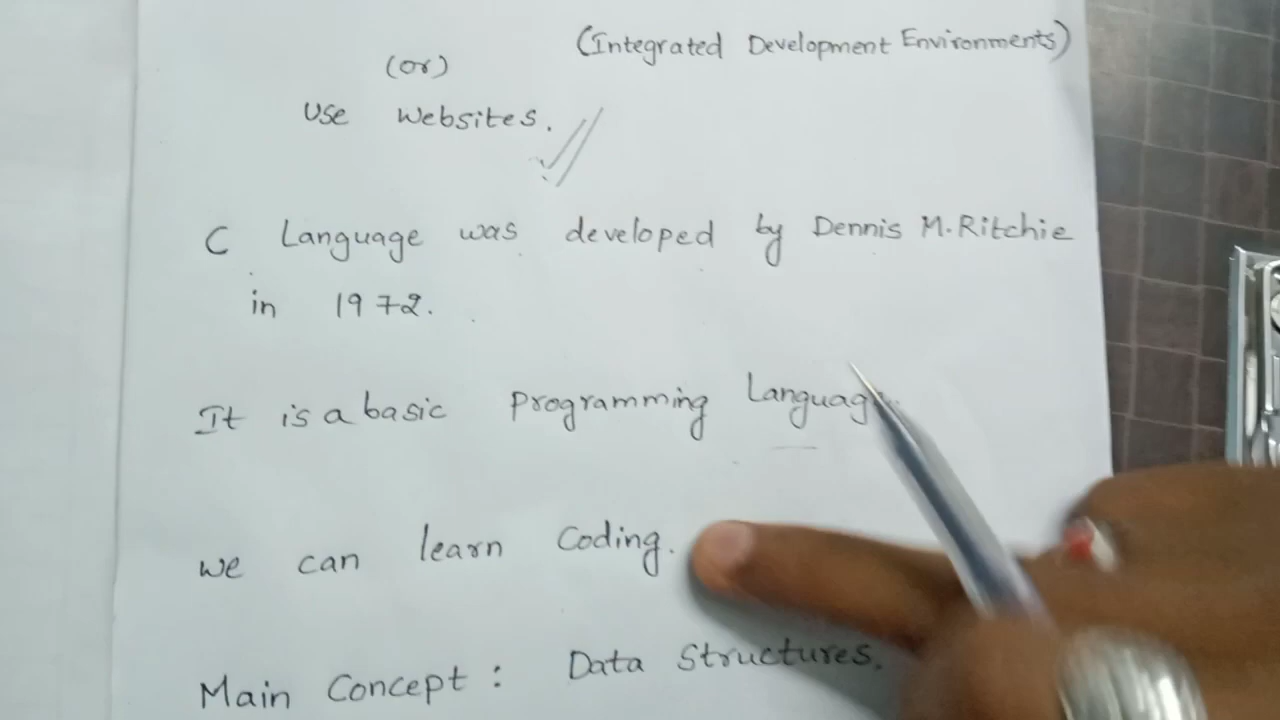 (Integrated Development Environments)
(or)
Use Websites.
C Language was developed by Dennis M. Ritchie
in 1972.
It is a basic programming Language
we can learn Coding.
Main Concept : Data Structures.